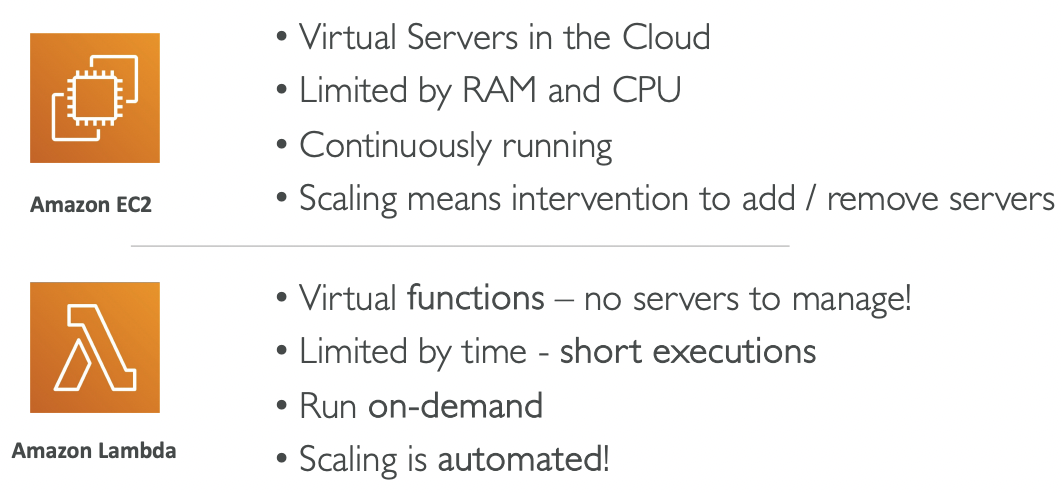 • Virtual Servers in the Cloud
• Limited by RAM and CPU
• Continuously running
• Scaling means intervention to add / remove servers
Amazon EC2
• Virtual functions – no servers to manage!
• Limited by time - short executions
• Run on-demand
• Scaling is automated!
Amazon Lambda